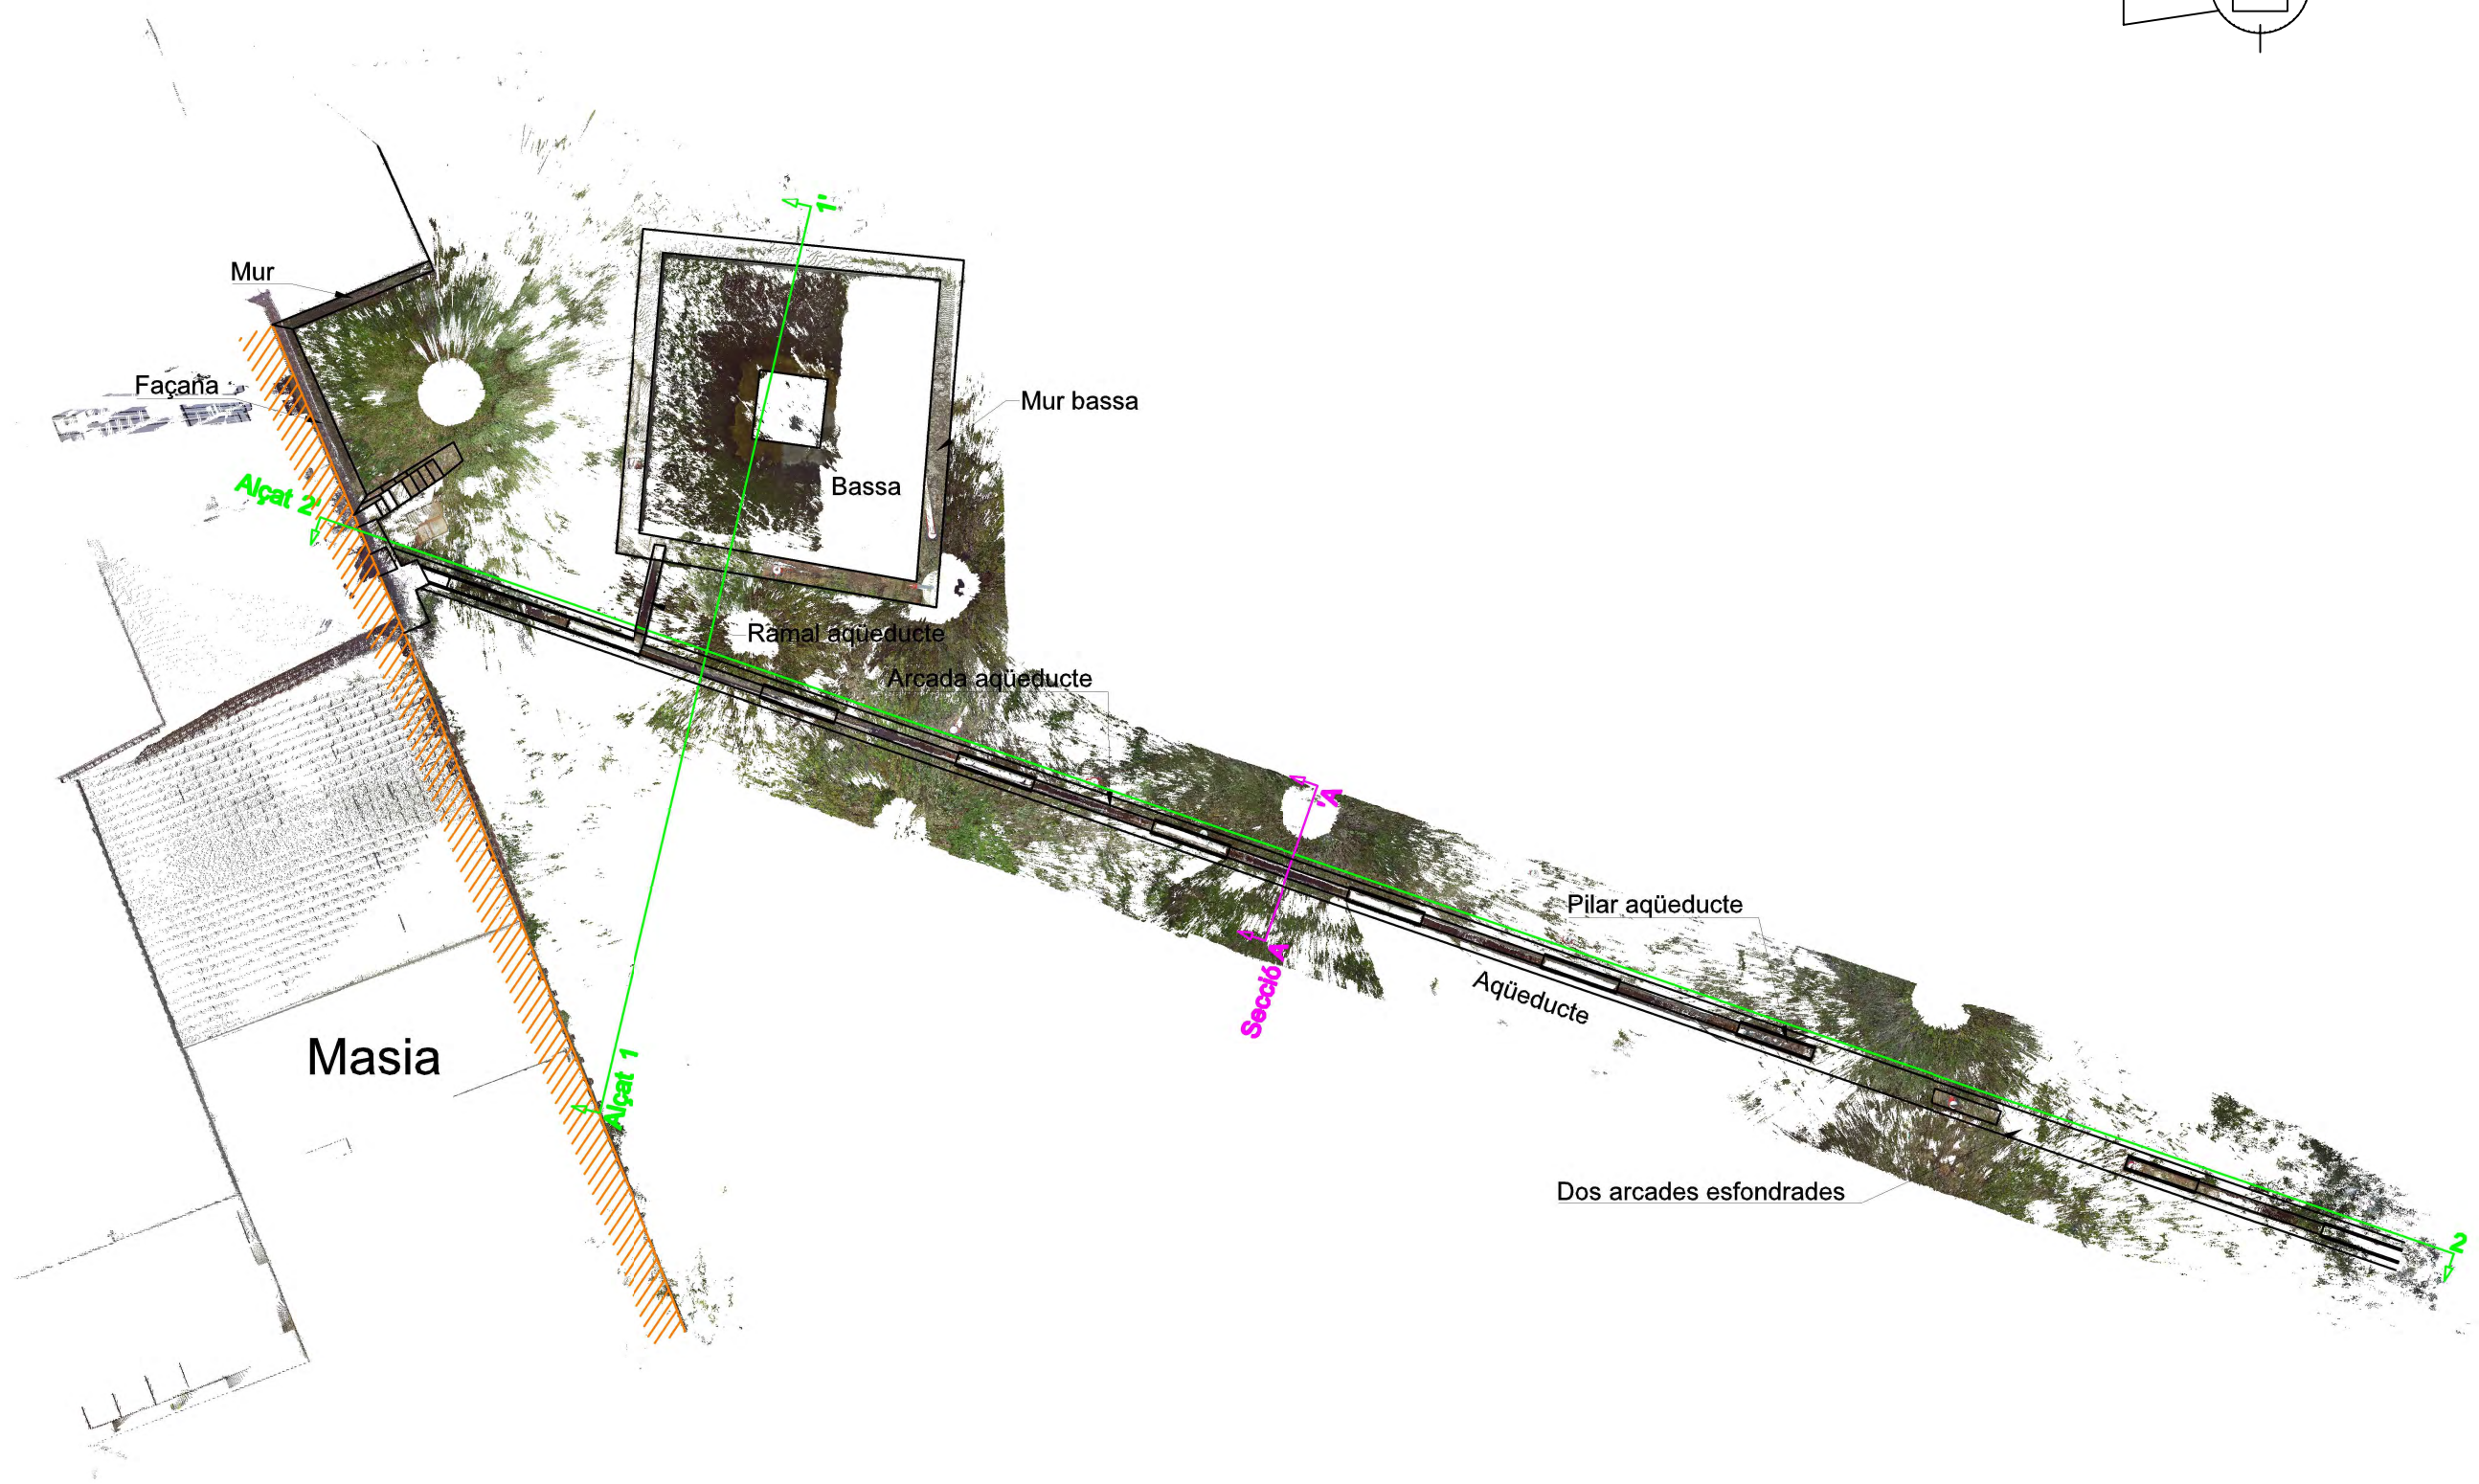 1'
Mur
Façana
Mur bassa
Bassa
Alçat 2'
Ramal aqüeducte
Arcada aqüeducte
A'
Pilar aqüeducte
Secció A
Aqüeducte
Masia
Alçat 1
Dos arcades esfondrades
2